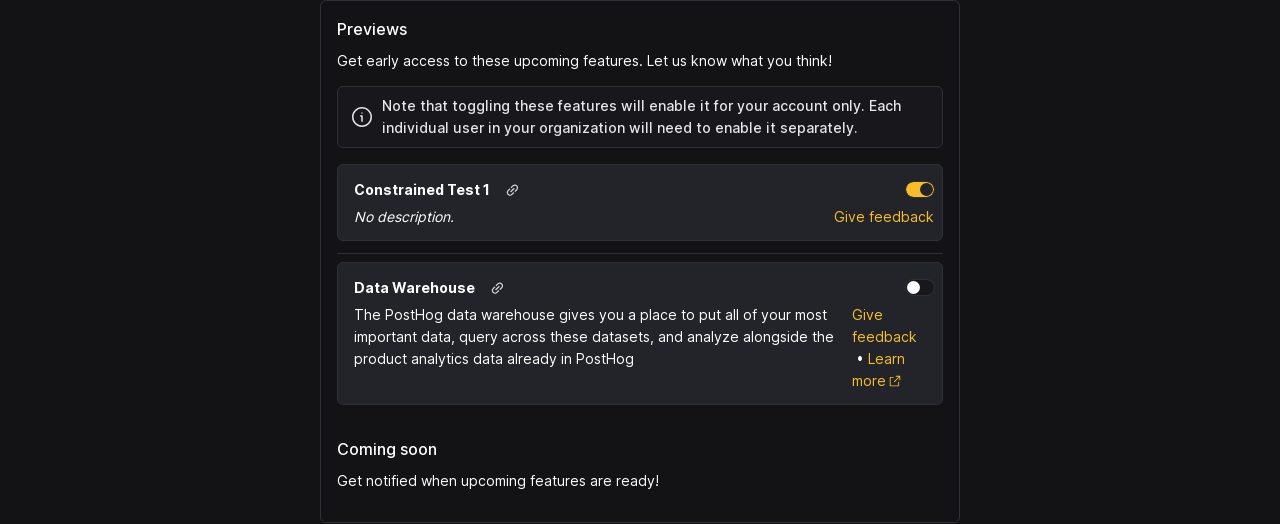 Previews
Get early access to these upcoming features. Let us know what you think!
Note that toggling these features will enable it for your account only. Each
individual user in your organization will need to enable it separately.
Constrained Test 1
No description.
Give feedback
Data Warehouse
The PostHog data warehouse gives you a place to put all of your most
important data, query across these datasets, and analyze alongside the
product analytics data already in PostHog
Give
feedback
• Learn
more
Coming soon
Get notified when upcoming features are ready!